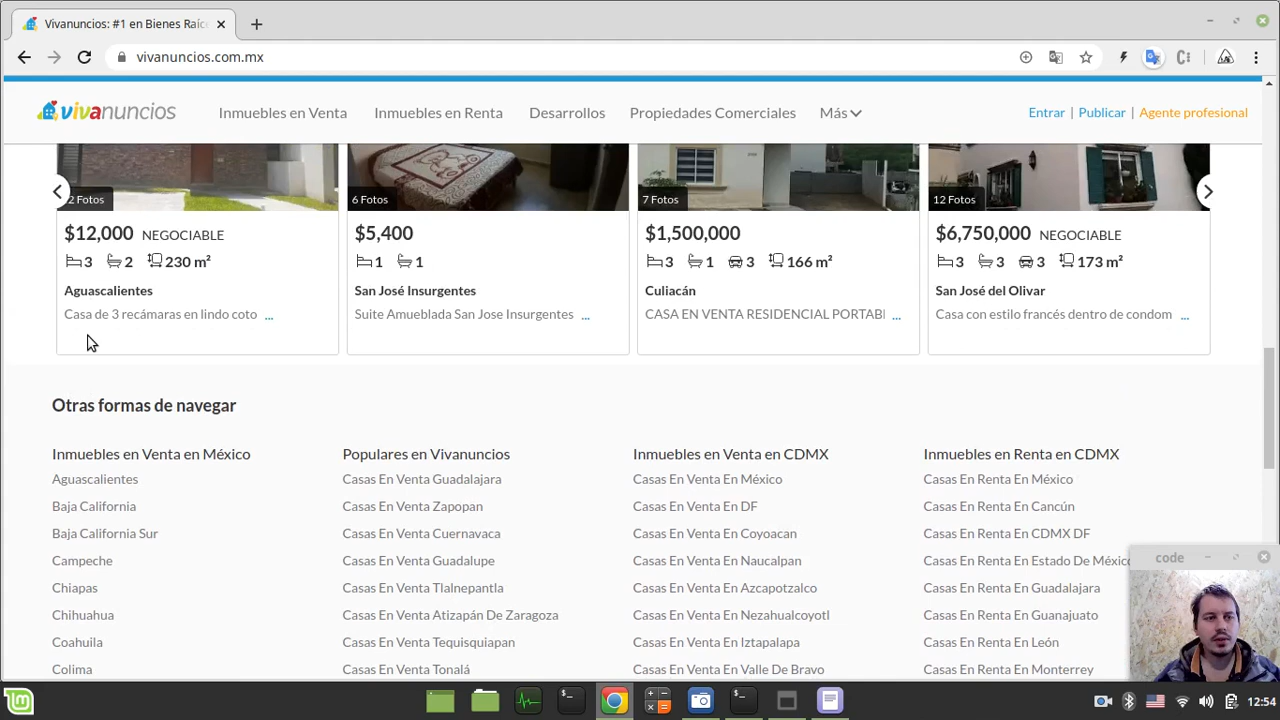 Vivanuncios: #1 en Bienes Raíc
vivanuncios.com.mx
vivanuncios
Inmuebles en Venta
Inmuebles en Renta
Desarrollos
Propiedades Comerciales
Más
Entrar | Publicar | Agente profesional
2 Fotos
6 Fotos
7 Fotos
12 Fotos
$12,000 NEGOCIABLE
3 2 230 m²
Aguascalientes
Casa de 3 recámaras en lindo coto ...
$5,400
1 1
San José Insurgentes
Suite Amueblada San Jose Insurgentes ...
$1,500,000
3 1 3 166 m²
Culiacán
CASA EN VENTA RESIDENCIAL PORTABI ...
$6,750,000 NEGOCIABLE
3 3 3 173 m²
San José del Olivar
Casa con estilo francés dentro de condom ...
Otras formas de navegar
Inmuebles en Venta en México
Aguascalientes
Baja California
Baja California Sur
Campeche
Chiapas
Chihuahua
Coahuila
Colima
Populares en Vivanuncios
Casas En Venta Guadalajara
Casas En Venta Zapopan
Casas En Venta Cuernavaca
Casas En Venta Guadalupe
Casas En Venta Tlalnepantla
Casas En Venta Atizapán De Zaragoza
Casas En Venta Tequisquiapan
Casas En Venta Tonalá
Inmuebles en Venta en CDMX
Casas En Venta En México
Casas En Venta En DF
Casas En Venta En Coyoacan
Casas En Venta En Naucalpan
Casas En Venta En Azcapotzalco
Casas En Venta En Nezahualcoyotl
Casas En Venta En Iztapalapa
Casas En Venta En Valle De Bravo
Inmuebles en Renta en CDMX
Casas En Renta En México
Casas En Renta En Cancún
Casas En Renta En CDMX DF
Casas En Renta En Estado De México
Casas En Renta En Guadalajara
Casas En Renta En Guanajuato
Casas En Renta En León
Casas En Renta En Monterrey
code
12:54